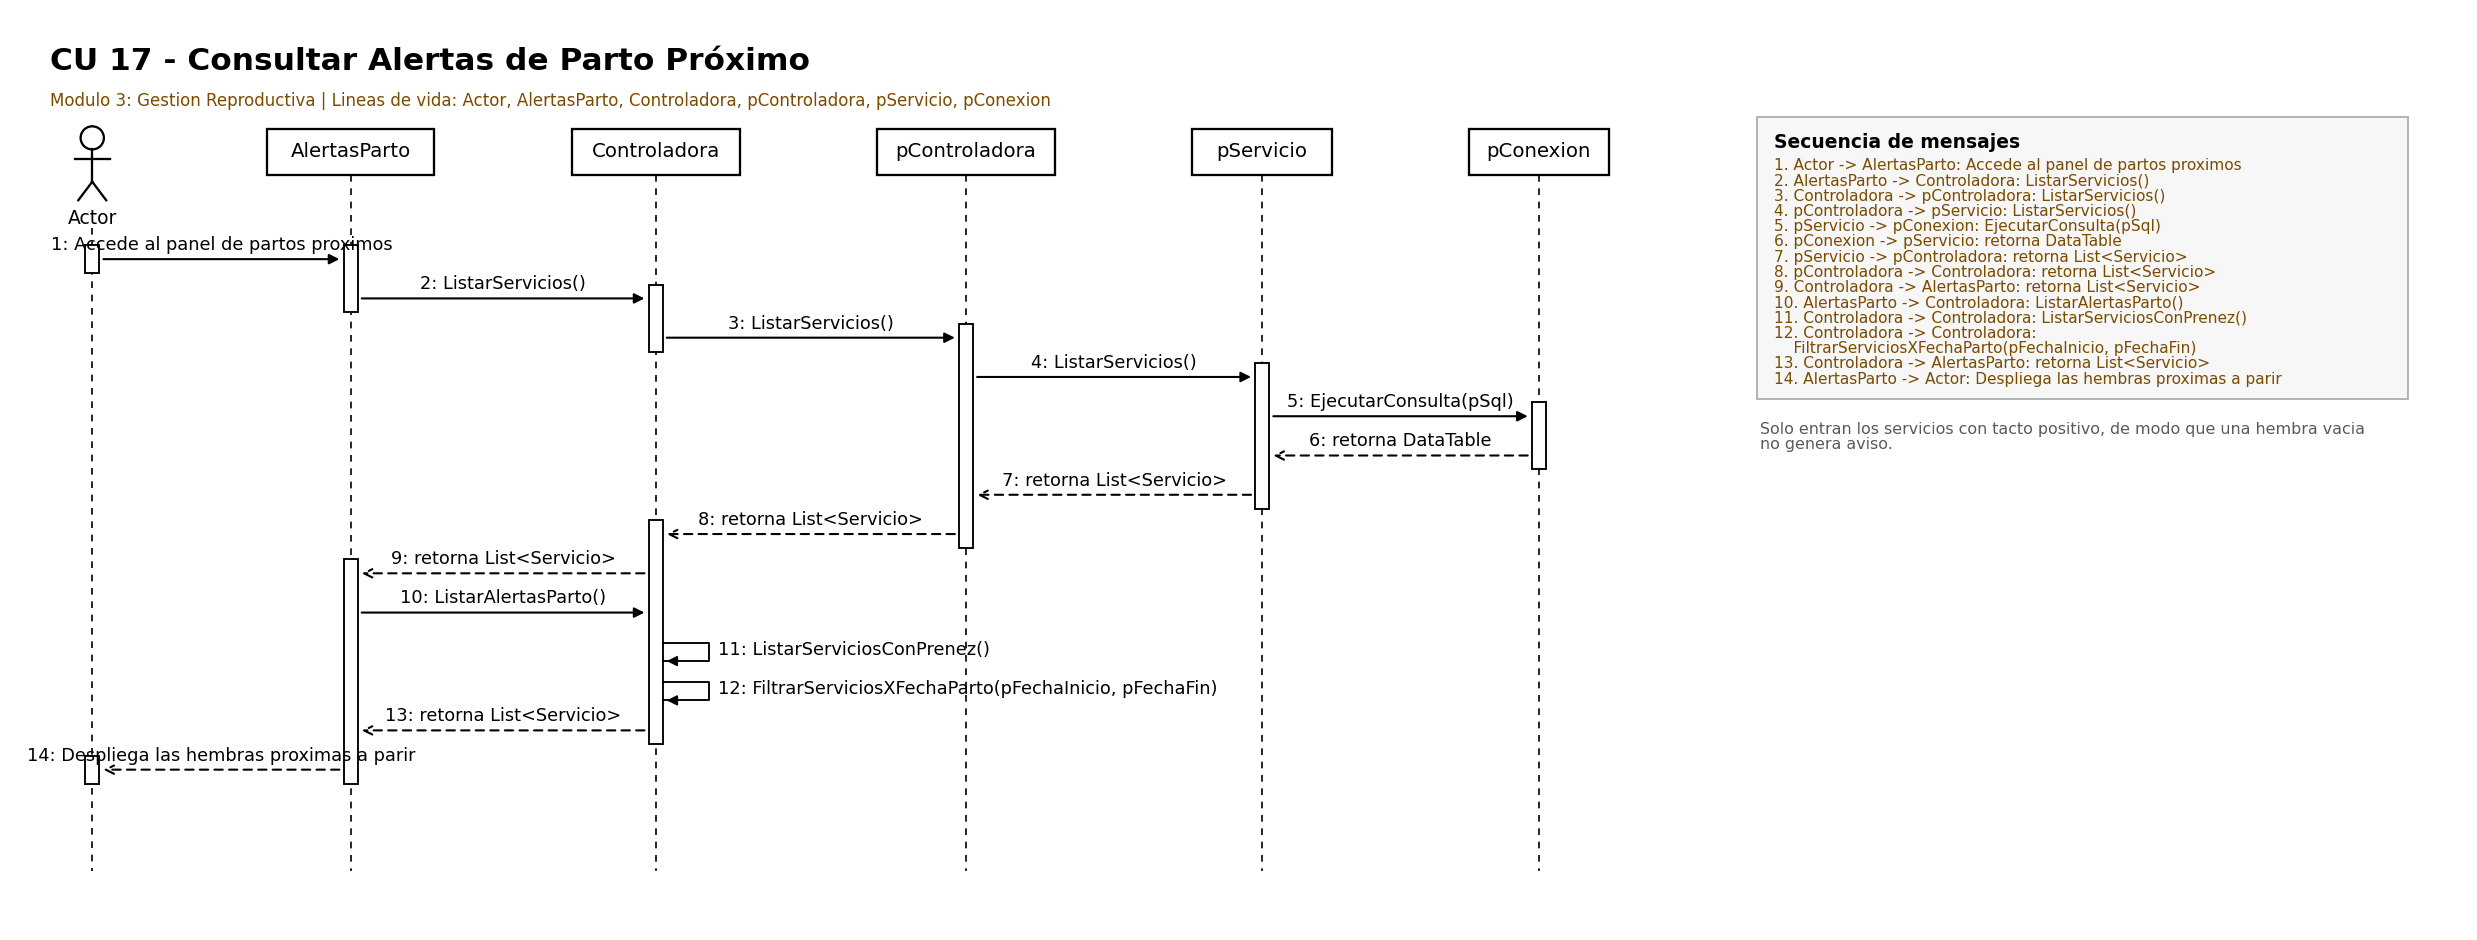 CU 17 - Consultar Alertas de Parto Próximo
Modulo 3: Gestion Reproductiva | Lineas de vida: Actor, AlertasParto, Controladora, pControladora, pServicio, pConexion
Actor
AlertasParto
Controladora
pControladora
pServicio
pConexion
1: Accede al panel de partos proximos
2: ListarServicios()
3: ListarServicios()
4: ListarServicios()
5: EjecutarConsulta(pSql)
6: retorna DataTable
7: retorna List<Servicio>
8: retorna List<Servicio>
9: retorna List<Servicio>
10: ListarAlertasParto()
11: ListarServiciosConPrenez()
12: FiltrarServiciosXFechaParto(pFechaInicio, pFechaFin)
13: retorna List<Servicio>
14: Despliega las hembras proximas a parir
Secuencia de mensajes
1. Actor -> AlertasParto: Accede al panel de partos proximos
2. AlertasParto -> Controladora: ListarServicios()
3. Controladora -> pControladora: ListarServicios()
4. pControladora -> pServicio: ListarServicios()
5. pServicio -> pConexion: EjecutarConsulta(pSql)
6. pConexion -> pServicio: retorna DataTable
7. pServicio -> pControladora: retorna List<Servicio>
8. pControladora -> Controladora: retorna List<Servicio>
9. Controladora -> AlertasParto: retorna List<Servicio>
10. AlertasParto -> Controladora: ListarAlertasParto()
11. Controladora -> Controladora: ListarServiciosConPrenez()
12. Controladora -> Controladora:
FiltrarServiciosXFechaParto(pFechaInicio, pFechaFin)
13. Controladora -> AlertasParto: retorna List<Servicio>
14. AlertasParto -> Actor: Despliega las hembras proximas a parir
Solo entran los servicios con tacto positivo, de modo que una hembra vacia
no genera aviso.